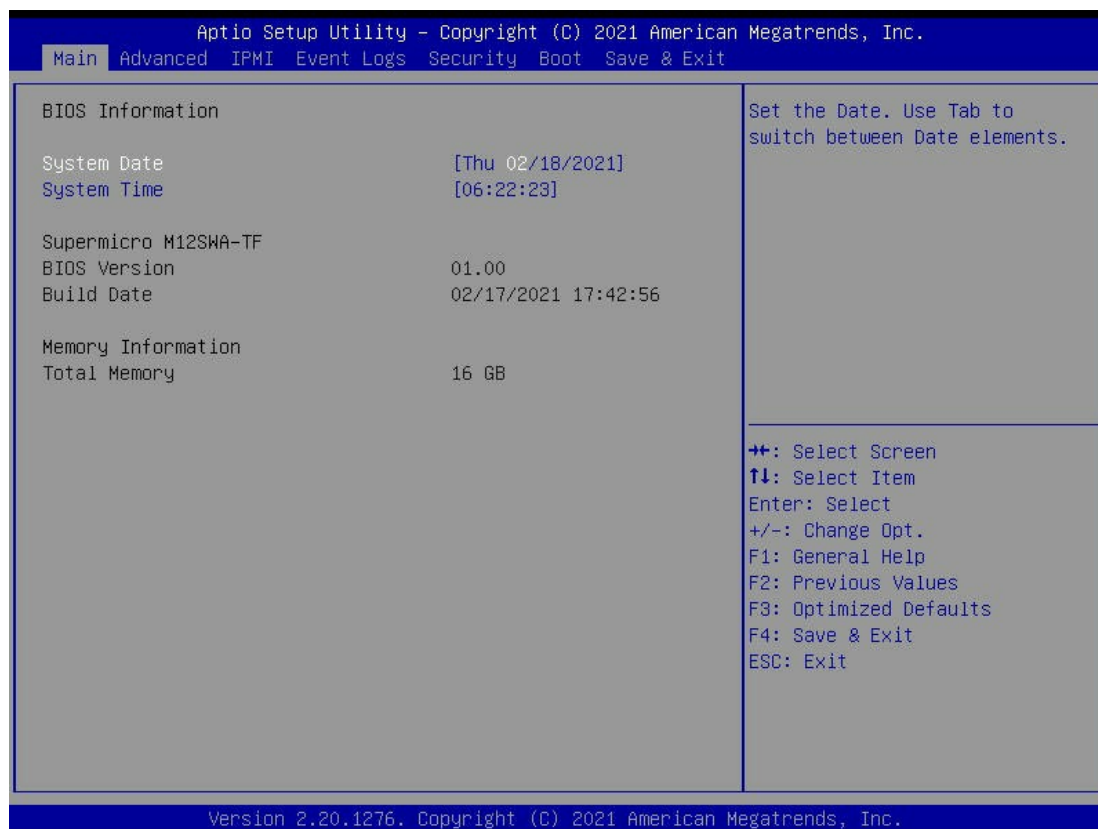 Aptio Setup Utility – Copyright (C) 2021 American Megatrends, Inc.
Main Advanced IPMI Event Logs Security Boot Save & Exit
BIOS Information
System Date [Thu 02/18/2021]
System Time [06:22:23]
Supermicro M12SWA-TF
BIOS Version 01.00
Build Date 02/17/2021 17:42:56
Memory Information
Total Memory 16 GB
Set the Date. Use Tab to
switch between Date elements.
→←: Select Screen
↑↓: Select Item
Enter: Select
+/-: Change Opt.
F1: General Help
F2: Previous Values
F3: Optimized Defaults
F4: Save & Exit
ESC: Exit
Version 2.20.1276. Copyright (C) 2021 American Megatrends, Inc.